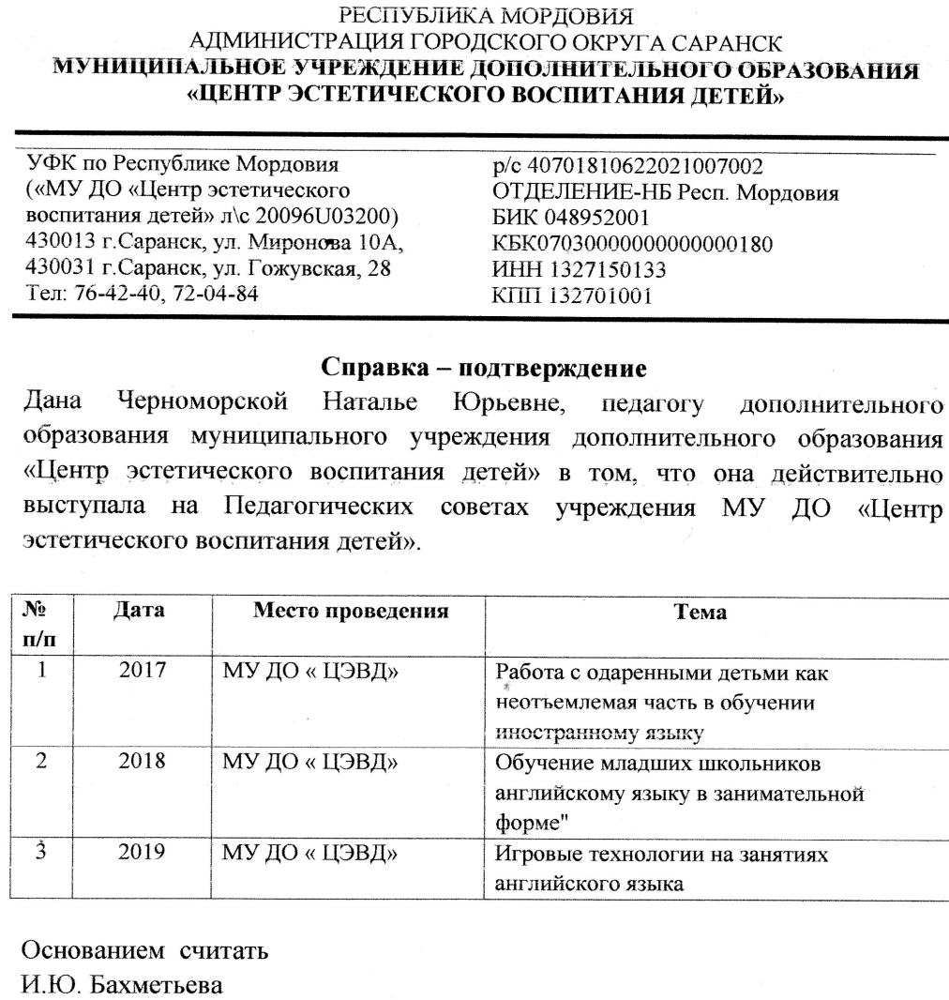 РЕСПУБЛИКА МОРДОВИЯ
АДМИНИСТРАЦИЯ ГОРОДСКОГО ОКРУГА САРАНСК
МУНИЦИПАЛЬНОЕ УЧРЕЖДЕНИЕ ДОПОЛНИТЕЛЬНОГО ОБРАЗОВАНИЯ
«ЦЕНТР ЭСТЕТИЧЕСКОГО ВОСПИТАНИЯ ДЕТЕЙ»
УФК по Республике Мордовия
(«МУ ДО «Центр эстетического
воспитания детей» л\с 20096U03200)
430013 г.Саранск, ул. Миронова 10А,
430031 г.Саранск, ул. Гожувская, 28
Тел: 76-42-40, 72-04-84
р/с 40701810622021007002
ОТДЕЛЕНИЕ-НБ Респ. Мордовия
БИК 048952001
КБК07030000000000000180
ИНН 1327150133
КПП 132701001
Справка – подтверждение
Дана Черноморской Наталье Юрьевне, педагогу дополнительного
образования муниципального учреждения дополнительного образования
«Центр эстетического воспитания детей» в том, что она действительно
выступала на Педагогических советах учреждения МУ ДО «Центр
эстетического воспитания детей».
№ Дата Место проведения Тема
п/п
1 2017 МУ ДО « ЦЭВД» Работа с одаренными детьми как
неотъемлемая часть в обучении
иностранному языку
2 2018 МУ ДО « ЦЭВД» Обучение младших школьников
английскому языку в занимательной
форме"
3 2019 МУ ДО « ЦЭВД» Игровые технологии на занятиях
английского языка
Основанием считать
И.Ю. Бахметьева